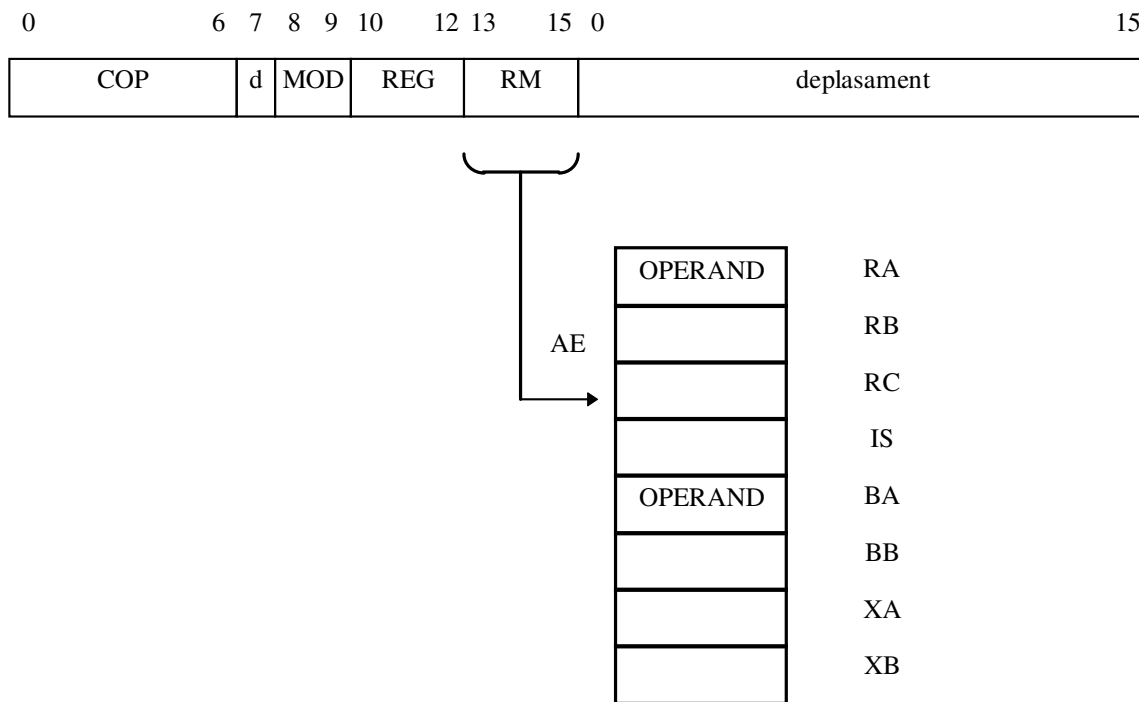 0 6 7 8 9 10 12 13 15 0 15
COP d MOD REG RM deplasament
OPERAND RA
RB
AE
RC
IS
OPERAND BA
BB
XA
XB